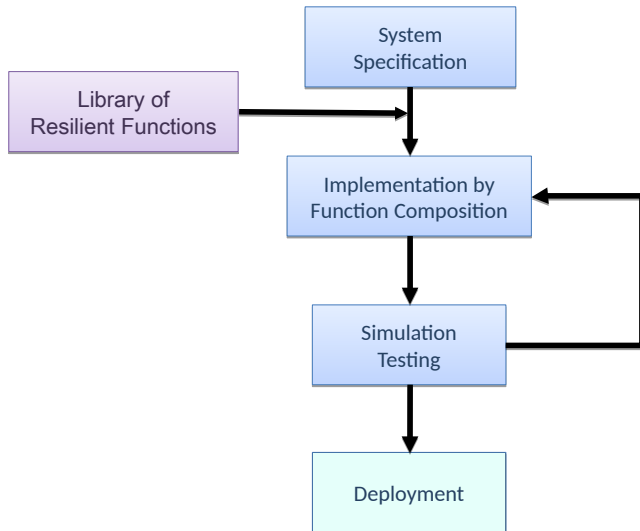 System
Specification
Library of
Resilient Functions
Implementation by
Function Composition
Simulation
Testing
Deployment